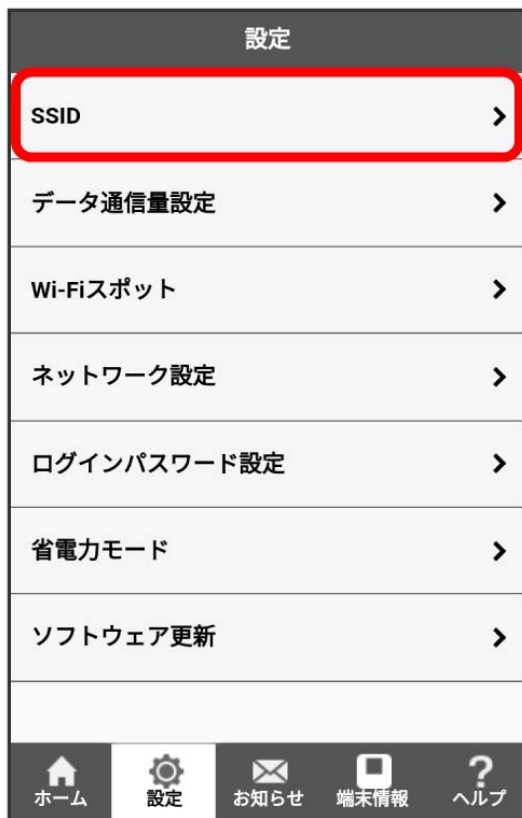 設定
SSID
データ通信量設定
Wi-Fiスポット
ネットワーク設定
ログインパスワード設定
省電力モード
ソフトウェア更新
ホーム 設定 お知らせ 端末情報 ヘルプ